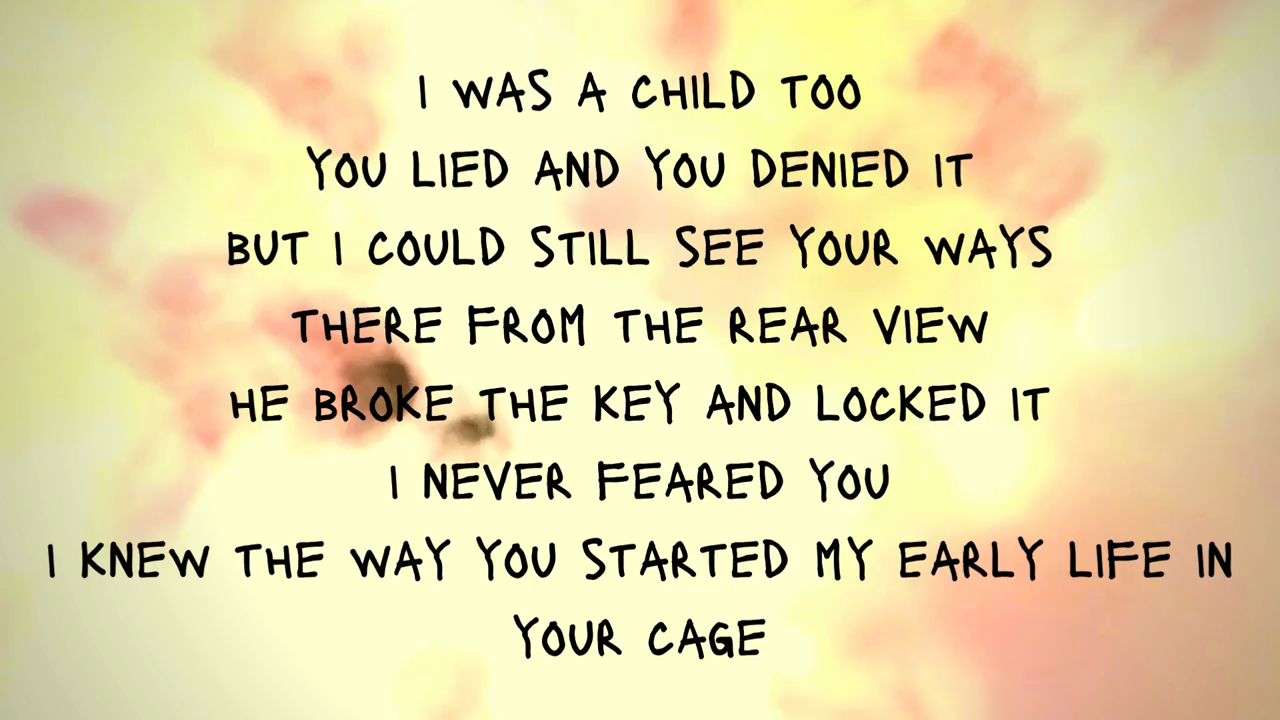 I WAS A CHILD TOO
YOU LIED AND YOU DENIED IT
BUT I COULD STILL SEE YOUR WAYS
THERE FROM THE REAR VIEW
HE BROKE THE KEY AND LOCKED IT
I NEVER FEARED YOU
I KNEW THE WAY YOU STARTED MY EARLY LIFE IN
YOUR CAGE